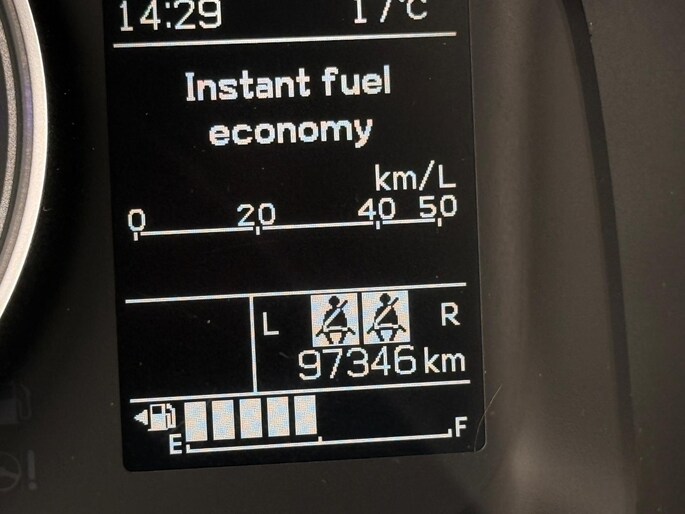 14:29 17°C
Instant fuel
economy
km/L
0 20 40 50
L R
97346 km
E F